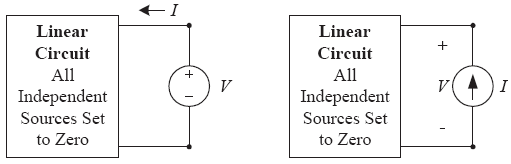 ← I
Linear
Circuit
All
Independent
Sources Set
to Zero
+
-
V
Linear
Circuit
All
Independent
Sources Set
to Zero
+
V
-
I